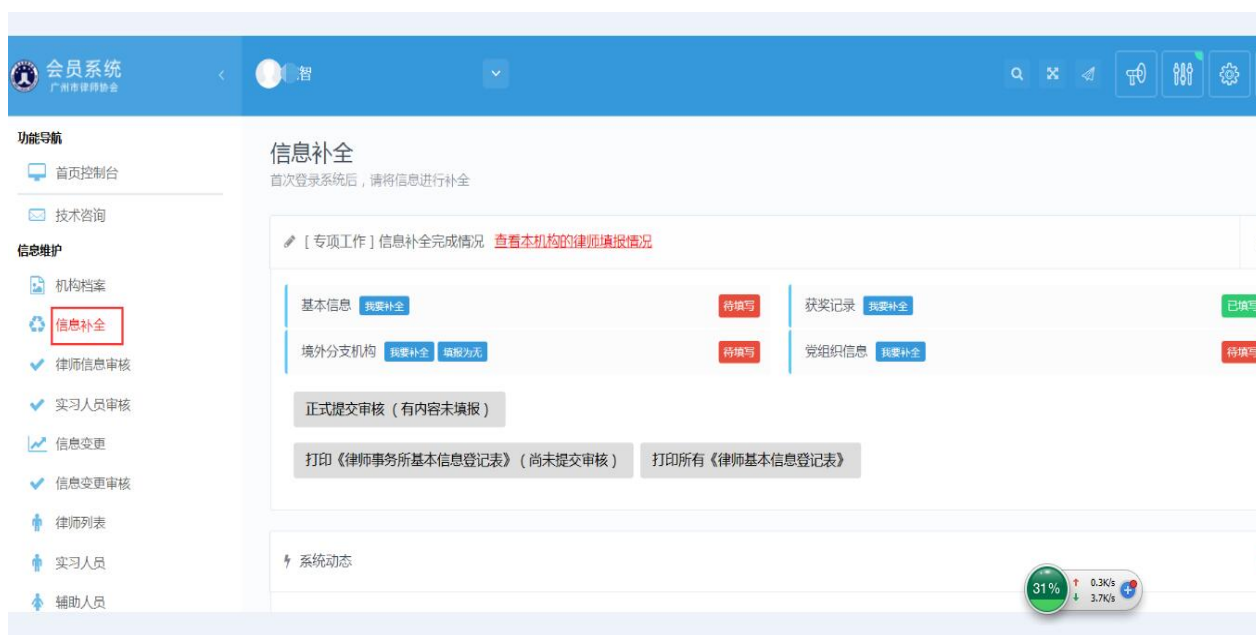 会员系统
广州市律师协会
智
功能导航
首页控制台
技术咨询
信息维护
机构档案
信息补全
律师信息审核
实习人员审核
信息变更
信息变更审核
律师列表
实习人员
辅助人员
信息补全
首次登录系统后，请将信息进行补全
[ 专项工作 ] 信息补全完成情况 查看本机构的律师填报情况
基本信息 我要补全 待填写 获奖记录 我要补全 已填写
境外分支机构 我要补全 填报为无 待填写 党组织信息 我要补全 待填写
正式提交审核（有内容未填报）
打印《律师事务所基本信息登记表》（尚未提交审核） 打印所有《律师基本信息登记表》
系统动态
31% ↑ 0.3K/s
↓ 3.7K/s